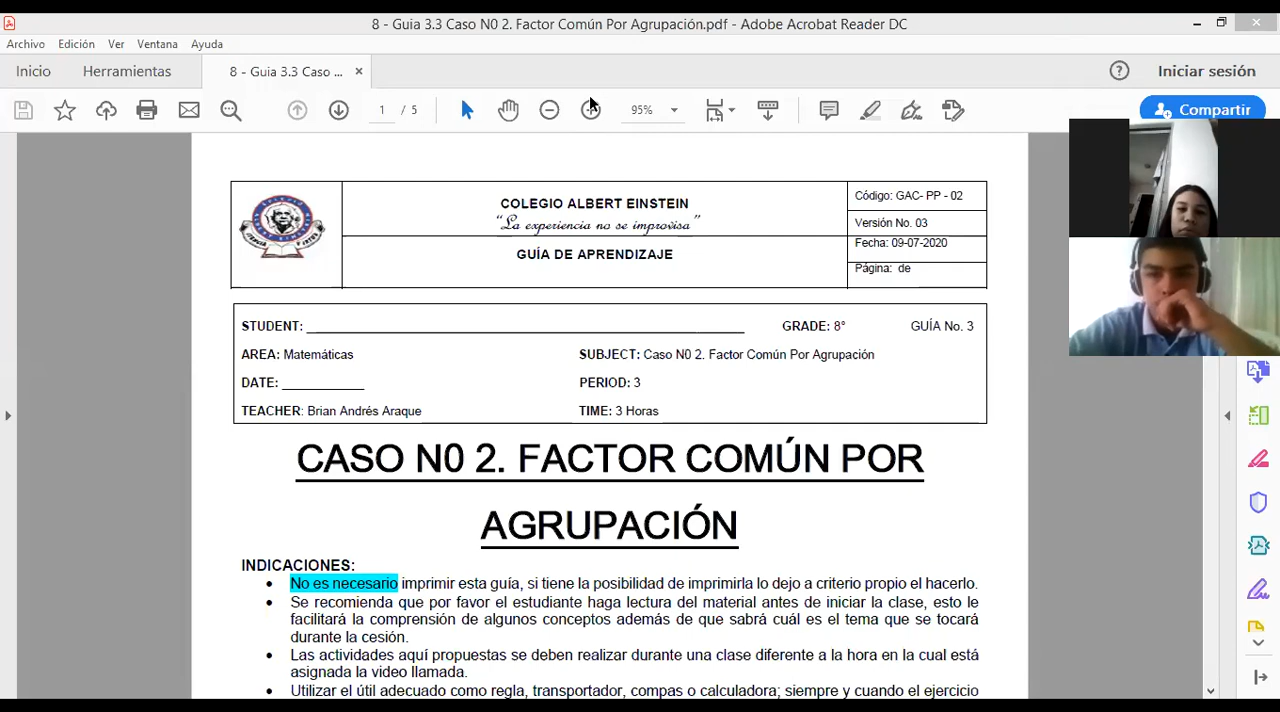 8 - Guia 3.3 Caso N0 2. Factor Común Por Agrupación.pdf - Adobe Acrobat Reader DC
Archivo Edición Ver Ventana Ayuda
Inicio Herramientas 8 - Guia 3.3 Caso ... Iniciar sesión
1 / 5 95% Compartir
COLEGIO ALBERT EINSTEIN
“La experiencia no se improvisa”
GUÍA DE APRENDIZAJE
Código: GAC- PP - 02
Versión No. 03
Fecha: 09-07-2020
Página: de
STUDENT: GRADE: 8° GUÍA No. 3
AREA: Matemáticas SUBJECT: Caso N0 2. Factor Común Por Agrupación
DATE: PERIOD: 3
TEACHER: Brian Andrés Araque TIME: 3 Horas
CASO N0 2. FACTOR COMÚN POR
AGRUPACIÓN
INDICACIONES:
• No es necesario imprimir esta guía, si tiene la posibilidad de imprimirla lo dejo a criterio propio el hacerlo.
• Se recomienda que por favor el estudiante haga lectura del material antes de iniciar la clase, esto le
facilitará la comprensión de algunos conceptos además de que sabrá cuál es el tema que se tocará
durante la cesión.
• Las actividades aquí propuestas se deben realizar durante una clase diferente a la hora en la cual está
asignada la video llamada.
• Utilizar el útil adecuado como regla, transportador, compas o calculadora; siempre y cuando el ejercicio